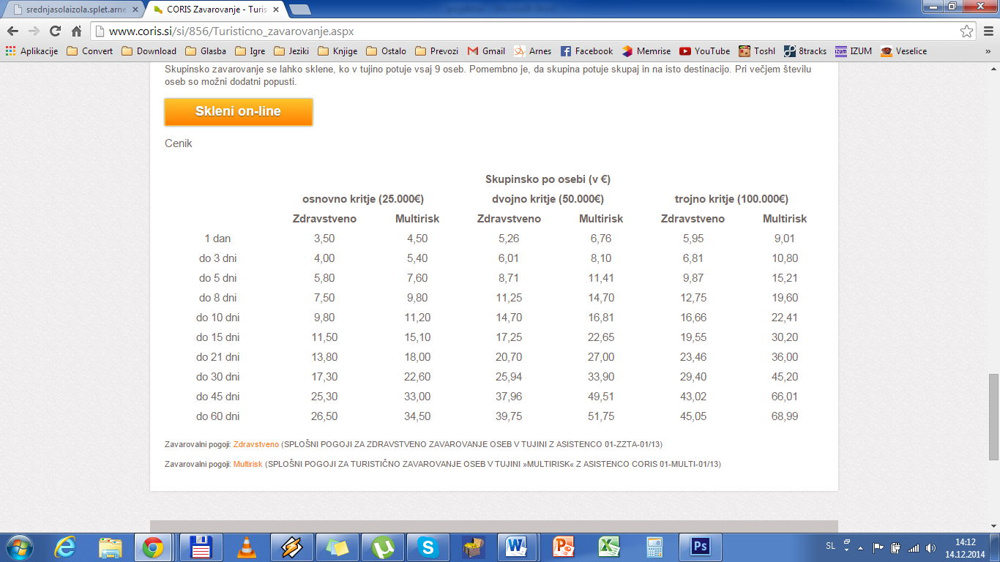 srednjasolaizola.splet.arne
CORIS Zavarovanje - Turis
www.coris.si/si/856/Turisticno_zavarovanje.aspx
Aplikacije Convert Download Glasba Igre Jeziki Knjige Ostalo Prevozi Gmail Arnes Facebook Memrise YouTube Toshl 8tracks IZUM Veselice »
Skupinsko zavarovanje se lahko sklene, ko v tujino potuje vsaj 9 oseb. Pomembno je, da skupina potuje skupaj in na isto destinacijo. Pri večjem številu
oseb so možni dodatni popusti.
Skleni on-line
Cenik
Skupinsko po osebi (v €)
osnovno kritje (25.000€) dvojno kritje (50.000€) trojno kritje (100.000€)
Zdravstveno Multirisk Zdravstveno Multirisk Zdravstveno Multirisk
1 dan 3,50 4,50 5,26 6,76 5,95 9,01
do 3 dni 4,00 5,40 6,01 8,10 6,81 10,80
do 5 dni 5,80 7,60 8,71 11,41 9,87 15,21
do 8 dni 7,50 9,80 11,25 14,70 12,75 19,60
do 10 dni 9,80 11,20 14,70 16,81 16,66 22,41
do 15 dni 11,50 15,10 17,25 22,65 19,55 30,20
do 21 dni 13,80 18,00 20,70 27,00 23,46 36,00
do 30 dni 17,30 22,60 25,94 33,90 29,40 45,20
do 45 dni 25,30 33,00 37,96 49,51 43,02 66,01
do 60 dni 26,50 34,50 39,75 51,75 45,05 68,99
Zavarovalni pogoji: Zdravstveno (SPLOŠNI POGOJI ZA ZDRAVSTVENO ZAVAROVANJE OSEB V TUJINI Z ASISTENCO 01-ZZTA-01/13)
Zavarovalni pogoji: Multirisk (SPLOŠNI POGOJI ZA TURISTIČNO ZAVAROVANJE OSEB V TUJINI »MULTIRISK« Z ASISTENCO CORIS 01-MULTI-01/13)
SL 14:12
14.12.2014